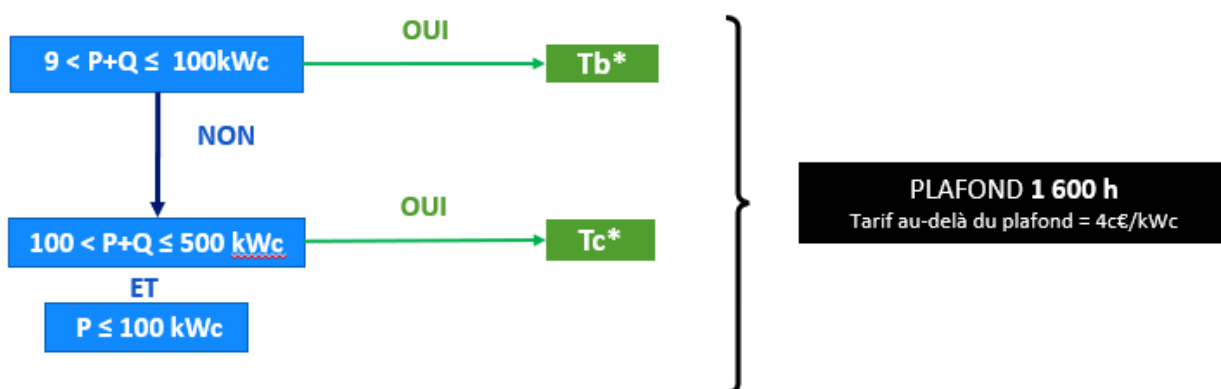 OUI
9 < P+Q ≤ 100kWc
Tb*
NON
PLAFOND 1 600 h
Tarif au-delà du plafond = 4c€/kWc
OUI
100 < P+Q ≤ 500 kWc
Tc*
ET
P ≤ 100 kWc